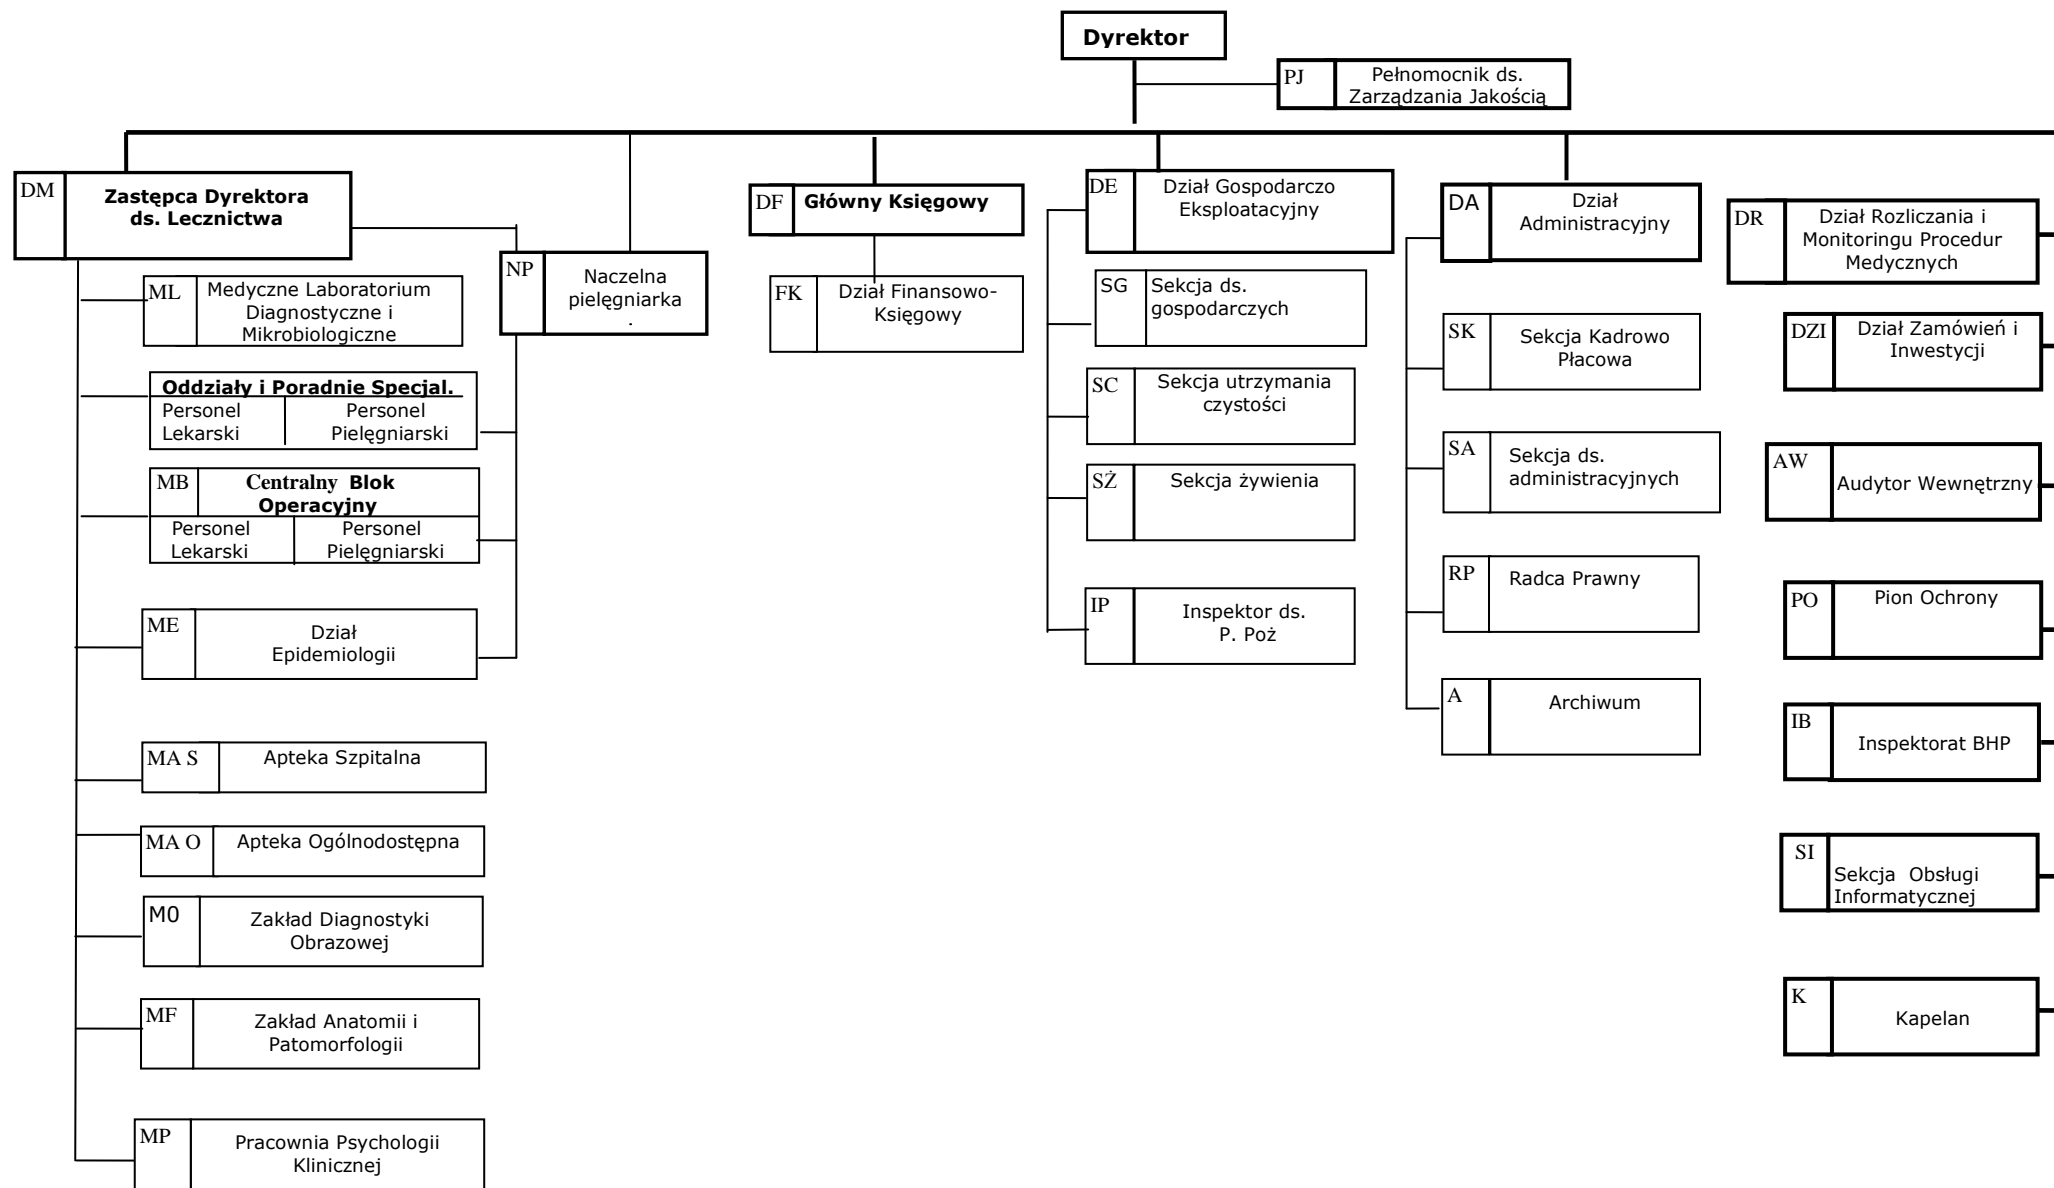 Dyrektor
PJ
Pełnomocnik ds.
Zarządzania Jakością
DM
Zastępca Dyrektora
ds. Lecznictwa
NP
Naczelna
pielęgniarka
.
ML
Medyczne Laboratorium
Diagnostyczne i
Mikrobiologiczne
Oddziały i Poradnie Specjal.
Personel
Lekarski
Personel
Pielęgniarski
MB
Centralny Blok
Operacyjny
Personel
Lekarski
Personel
Pielęgniarski
ME
Dział
Epidemiologii
MA S
Apteka Szpitalna
MA O
Apteka Ogólnodostępna
M0
Zakład Diagnostyki
Obrazowej
MF
Zakład Anatomii i
Patomorfologii
MP
Pracownia Psychologii
Klinicznej
DF
Główny Księgowy
FK
Dział Finansowo-
Księgowy
DE
Dział Gospodarczo
Eksploatacyjny
SG
Sekcja ds.
gospodarczych
SC
Sekcja utrzymania
czystości
SŻ
Sekcja żywienia
IP
Inspektor ds.
P. Poż
DA
Dział
Administracyjny
SK
Sekcja Kadrowo
Płacowa
SA
Sekcja ds.
administracyjnych
RP
Radca Prawny
A
Archiwum
DR
Dział Rozliczania i
Monitoringu Procedur
Medycznych
DZI
Dział Zamówień i
Inwestycji
AW
Audytor Wewnętrzny
PO
Pion Ochrony
IB
Inspektorat BHP
SI
Sekcja Obsługi
Informatycznej
K
Kapelan